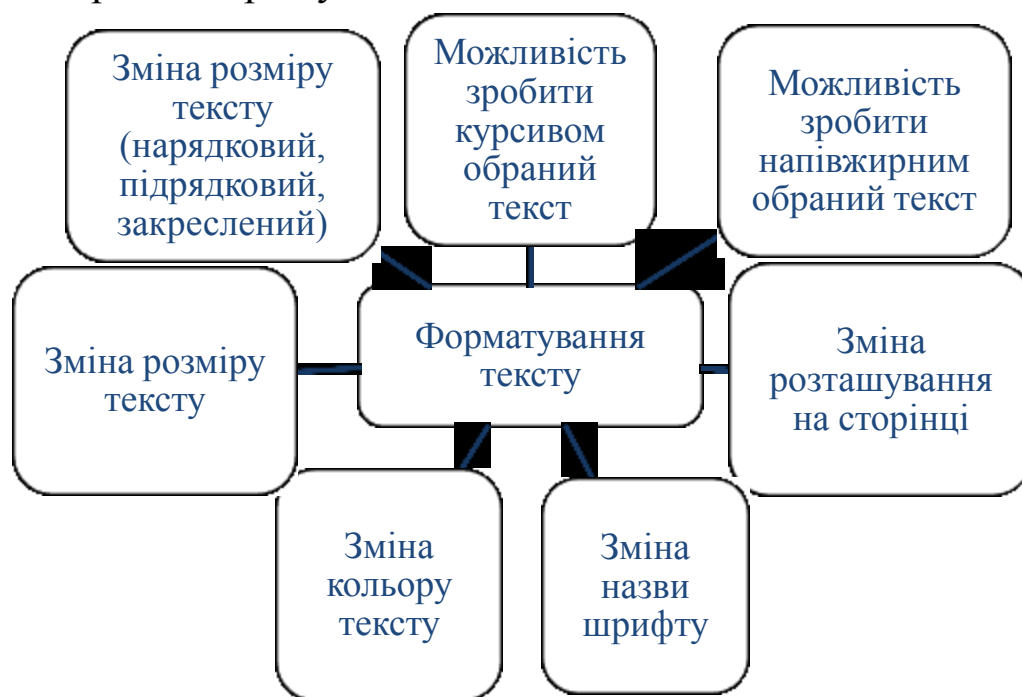 Зміна розміру
тексту
(нарядковий,
підрядковий,
закреслений)
Можливість
зробити
курсивом
обраний
текст
Можливість
зробити
напівжирним
обраний текст
Зміна розміру
тексту
Форматування
тексту
Зміна
розташування
на сторінці
Зміна
кольору
тексту
Зміна
назви
шрифту